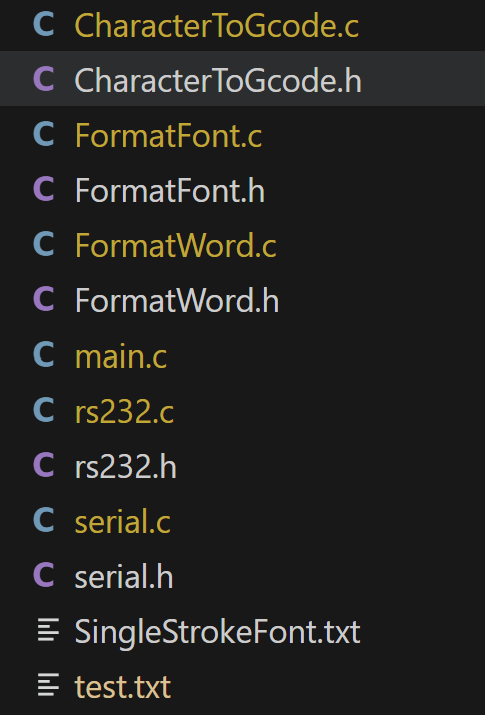 C CharacterToGcode.c
C CharacterToGcode.h
C FormatFont.c
C FormatFont.h
C FormatWord.c
C FormatWord.h
C main.c
C rs232.c
C rs232.h
C serial.c
C serial.h
SingleStrokeFont.txt
test.txt